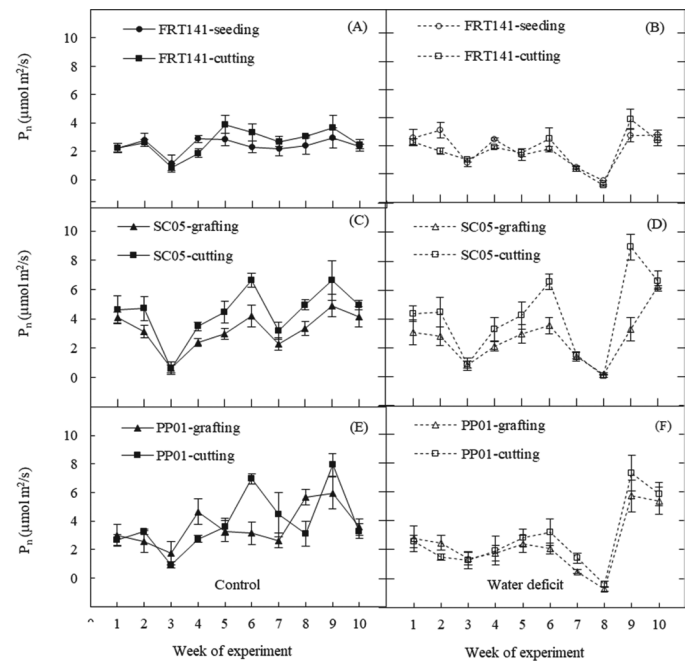 12
10
8
6
4
2
0
Pₙ (µmol m²/s)
FRT141-seeding
FRT141-cutting
(A)
FRT141-seeding
FRT141-cutting
(B)
12
10
8
6
4
2
0
Pₙ (µmol m²/s)
SC05-grafting
SC05-cutting
(C)
SC05-grafting
SC05-cutting
(D)
12
10
8
6
4
2
0
Pₙ (µmol m²/s)
PP01-grafting
PP01-cutting
(E)
Control
PP01-grafting
PP01-cutting
(F)
Water deficit
1 2 3 4 5 6 7 8 9 10
1 2 3 4 5 6 7 8 9 10
Week of experiment
Week of experiment